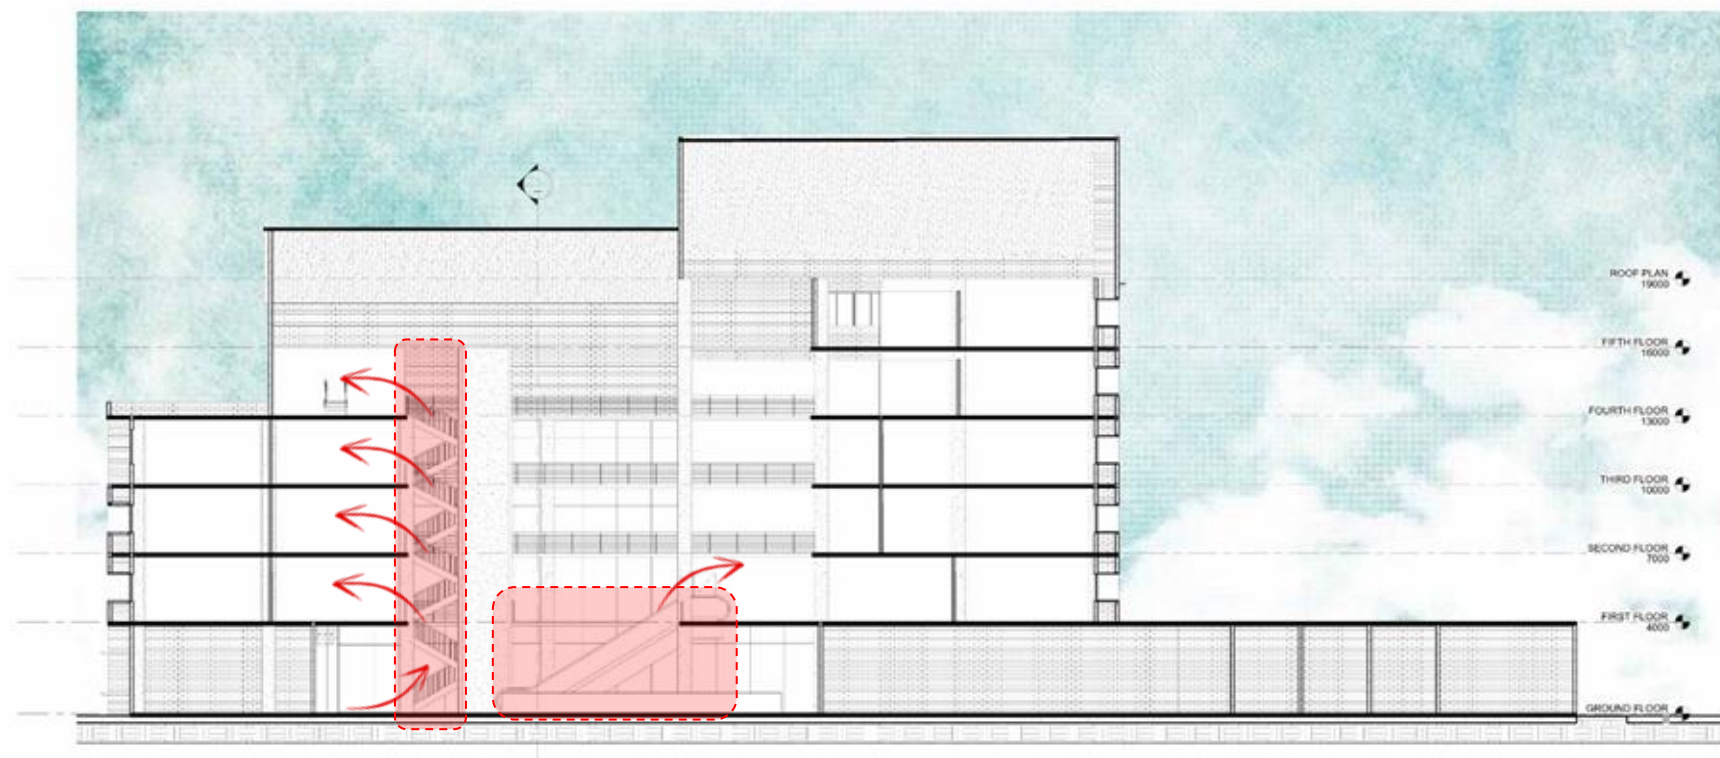 ROOF PLAN
19000
FIFTH FLOOR
16000
FOURTH FLOOR
13000
THIRD FLOOR
10000
SECOND FLOOR
7000
FIRST FLOOR
4000
GROUND FLOOR